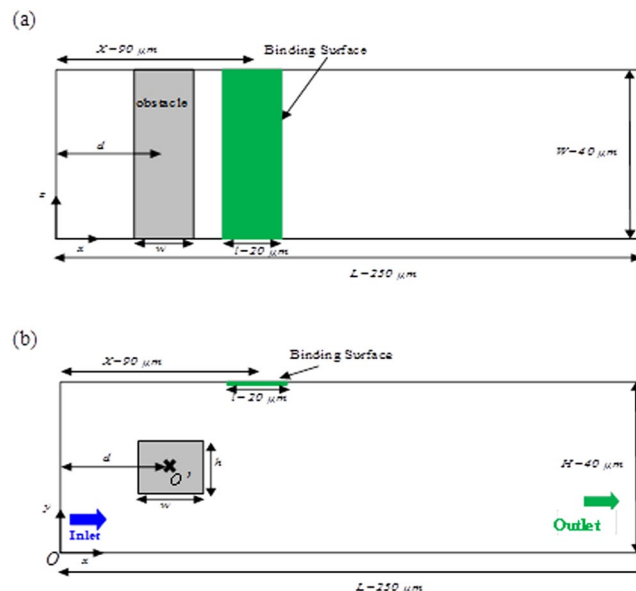 (a)
X=90 μm
Binding Surface
obstacle
d
W=40 μm
z
x
w
l=20 μm
L=250 μm
(b)
X=90 μm
Binding Surface
l=20 μm
d
O'
h
H=40 μm
w
y
Inlet
Outlet
O
x
L=250 μm